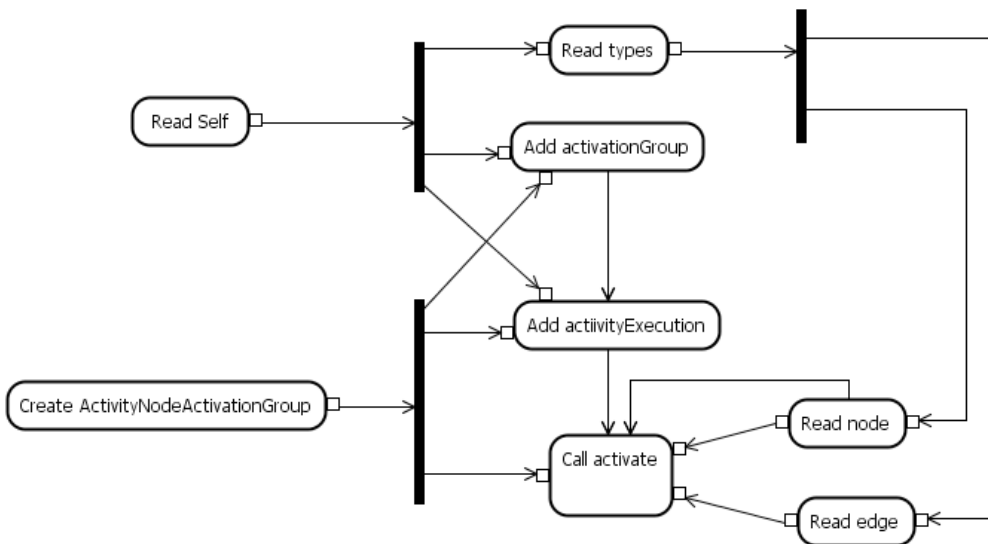 Read types
Read Self
Add activationGroup
Add actiivityExecution
Create ActivityNodeActivationGroup
Read node
Call activate
Read edge